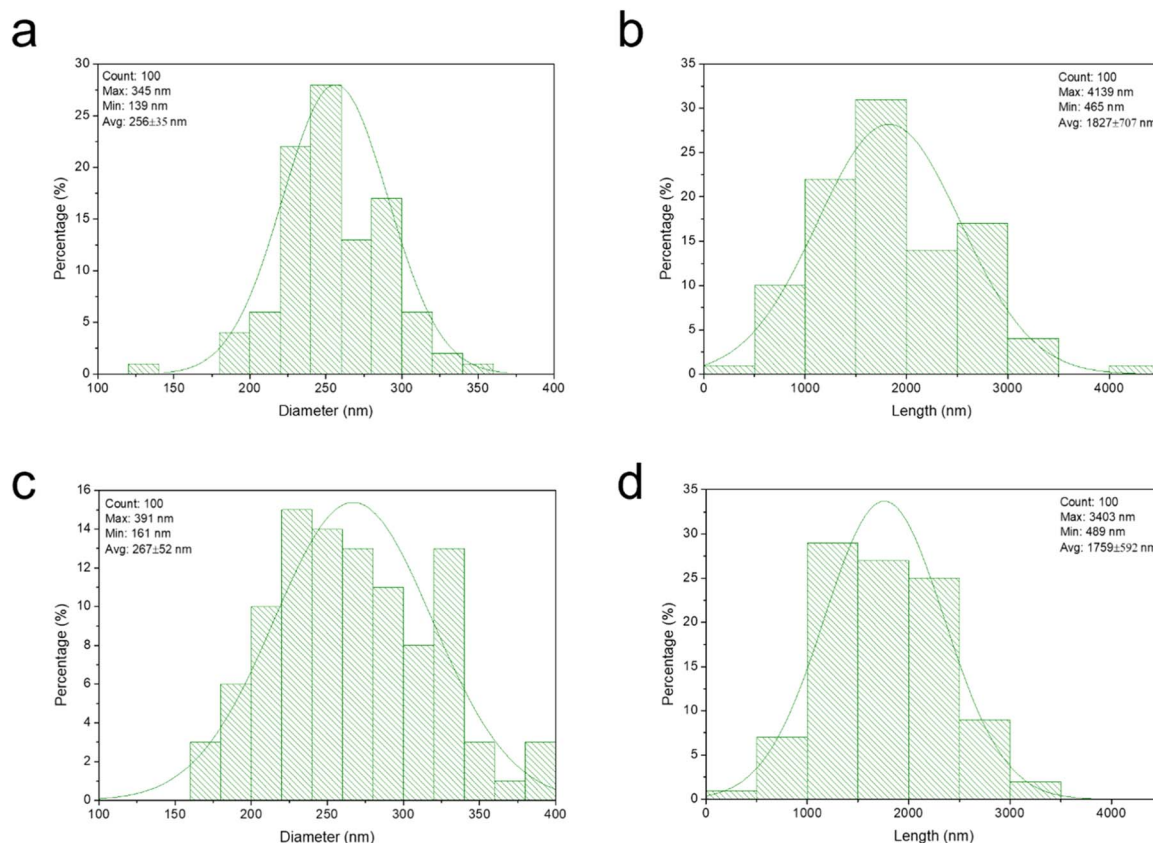 a
30
25
20
15
10
5
0
Percentage (%)
Count: 100
Max: 345 nm
Min: 139 nm
Avg: 256±35 nm
100 150 200 250 300 350 400
Diameter (nm)
b
35
30
25
20
15
10
5
0
Percentage (%)
Count: 100
Max: 4139 nm
Min: 465 nm
Avg: 1827±707 nm
0 1000 2000 3000 4000
Length (nm)
c
16
14
12
10
8
6
4
2
0
Percentage (%)
Count: 100
Max: 391 nm
Min: 161 nm
Avg: 267±52 nm
100 150 200 250 300 350 400
Diameter (nm)
d
35
30
25
20
15
10
5
0
Percentage (%)
Count: 100
Max: 3403 nm
Min: 489 nm
Avg: 1759±592 nm
0 1000 2000 3000 4000
Length (nm)